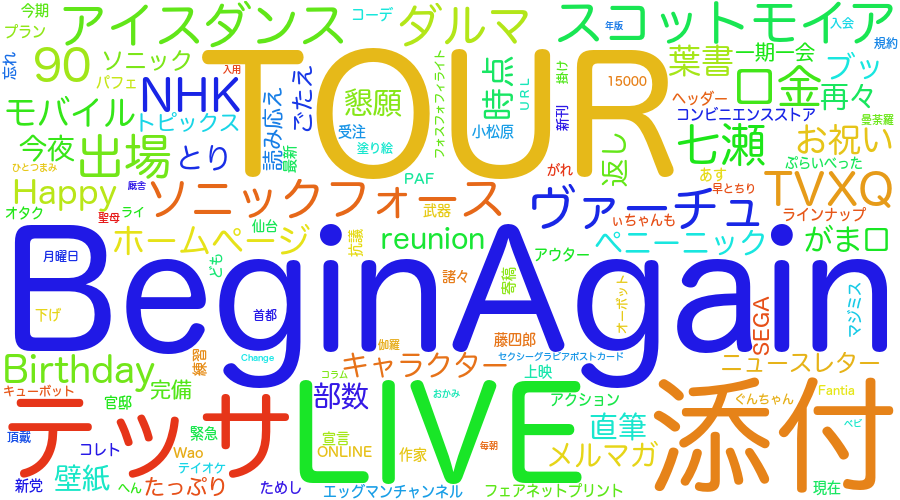 今期
プラン
アイスダンス
コーデ
ダルマ
スコットモイア
年版
入会
規約
忘れ
90
ソニック
パフェ
入用
TOUR
葉書
一期一会
ブッ
NHK
ごたえ
読み応え
懇願
フォスフォフィライト
時点
URL
掛け
15000
口金
再々
ヘッダー
コンビニエンスストア
曼荼羅
モバイル
トピックス
受注
塗り絵
小松原
新刊
七瀬
お祝い
今夜
出場
とり
最新
返し
ぷらいべった
ひとつまみ
Happy
厩舎
PAF
がれ
あす
早とちり
TVXQ
オタク
聖母
ライ
ソニックフォース
武器
ヴァーチュ
ラインナップ
仙台
ホームページ
抗議
reunion
アウター
ペニーニック
ぃちゃんも
がま口
月曜日
ども
諸々
寄稿
BeginAgain
下げ
首都
オーボット
マジミス
SEGA
藤四郎
伽羅
セクシーグラビアポストカード
Birthday
練習
Change
キャラクター
上映
ニュースレター
キューボット
完備
コラム
官邸
部数
おかみ
アクション
ぐんちゃん
Fantia
テッサ
LIVE
添付
ベビ
頂戴
コレト
緊急
宣言
直筆
Wao
ONLINE
作家
毎朝
メルマガ
壁紙
テイオケ
新党
へん
たっぷり
ためし
エッグマンチャンネル
フェアネットプリント
現在